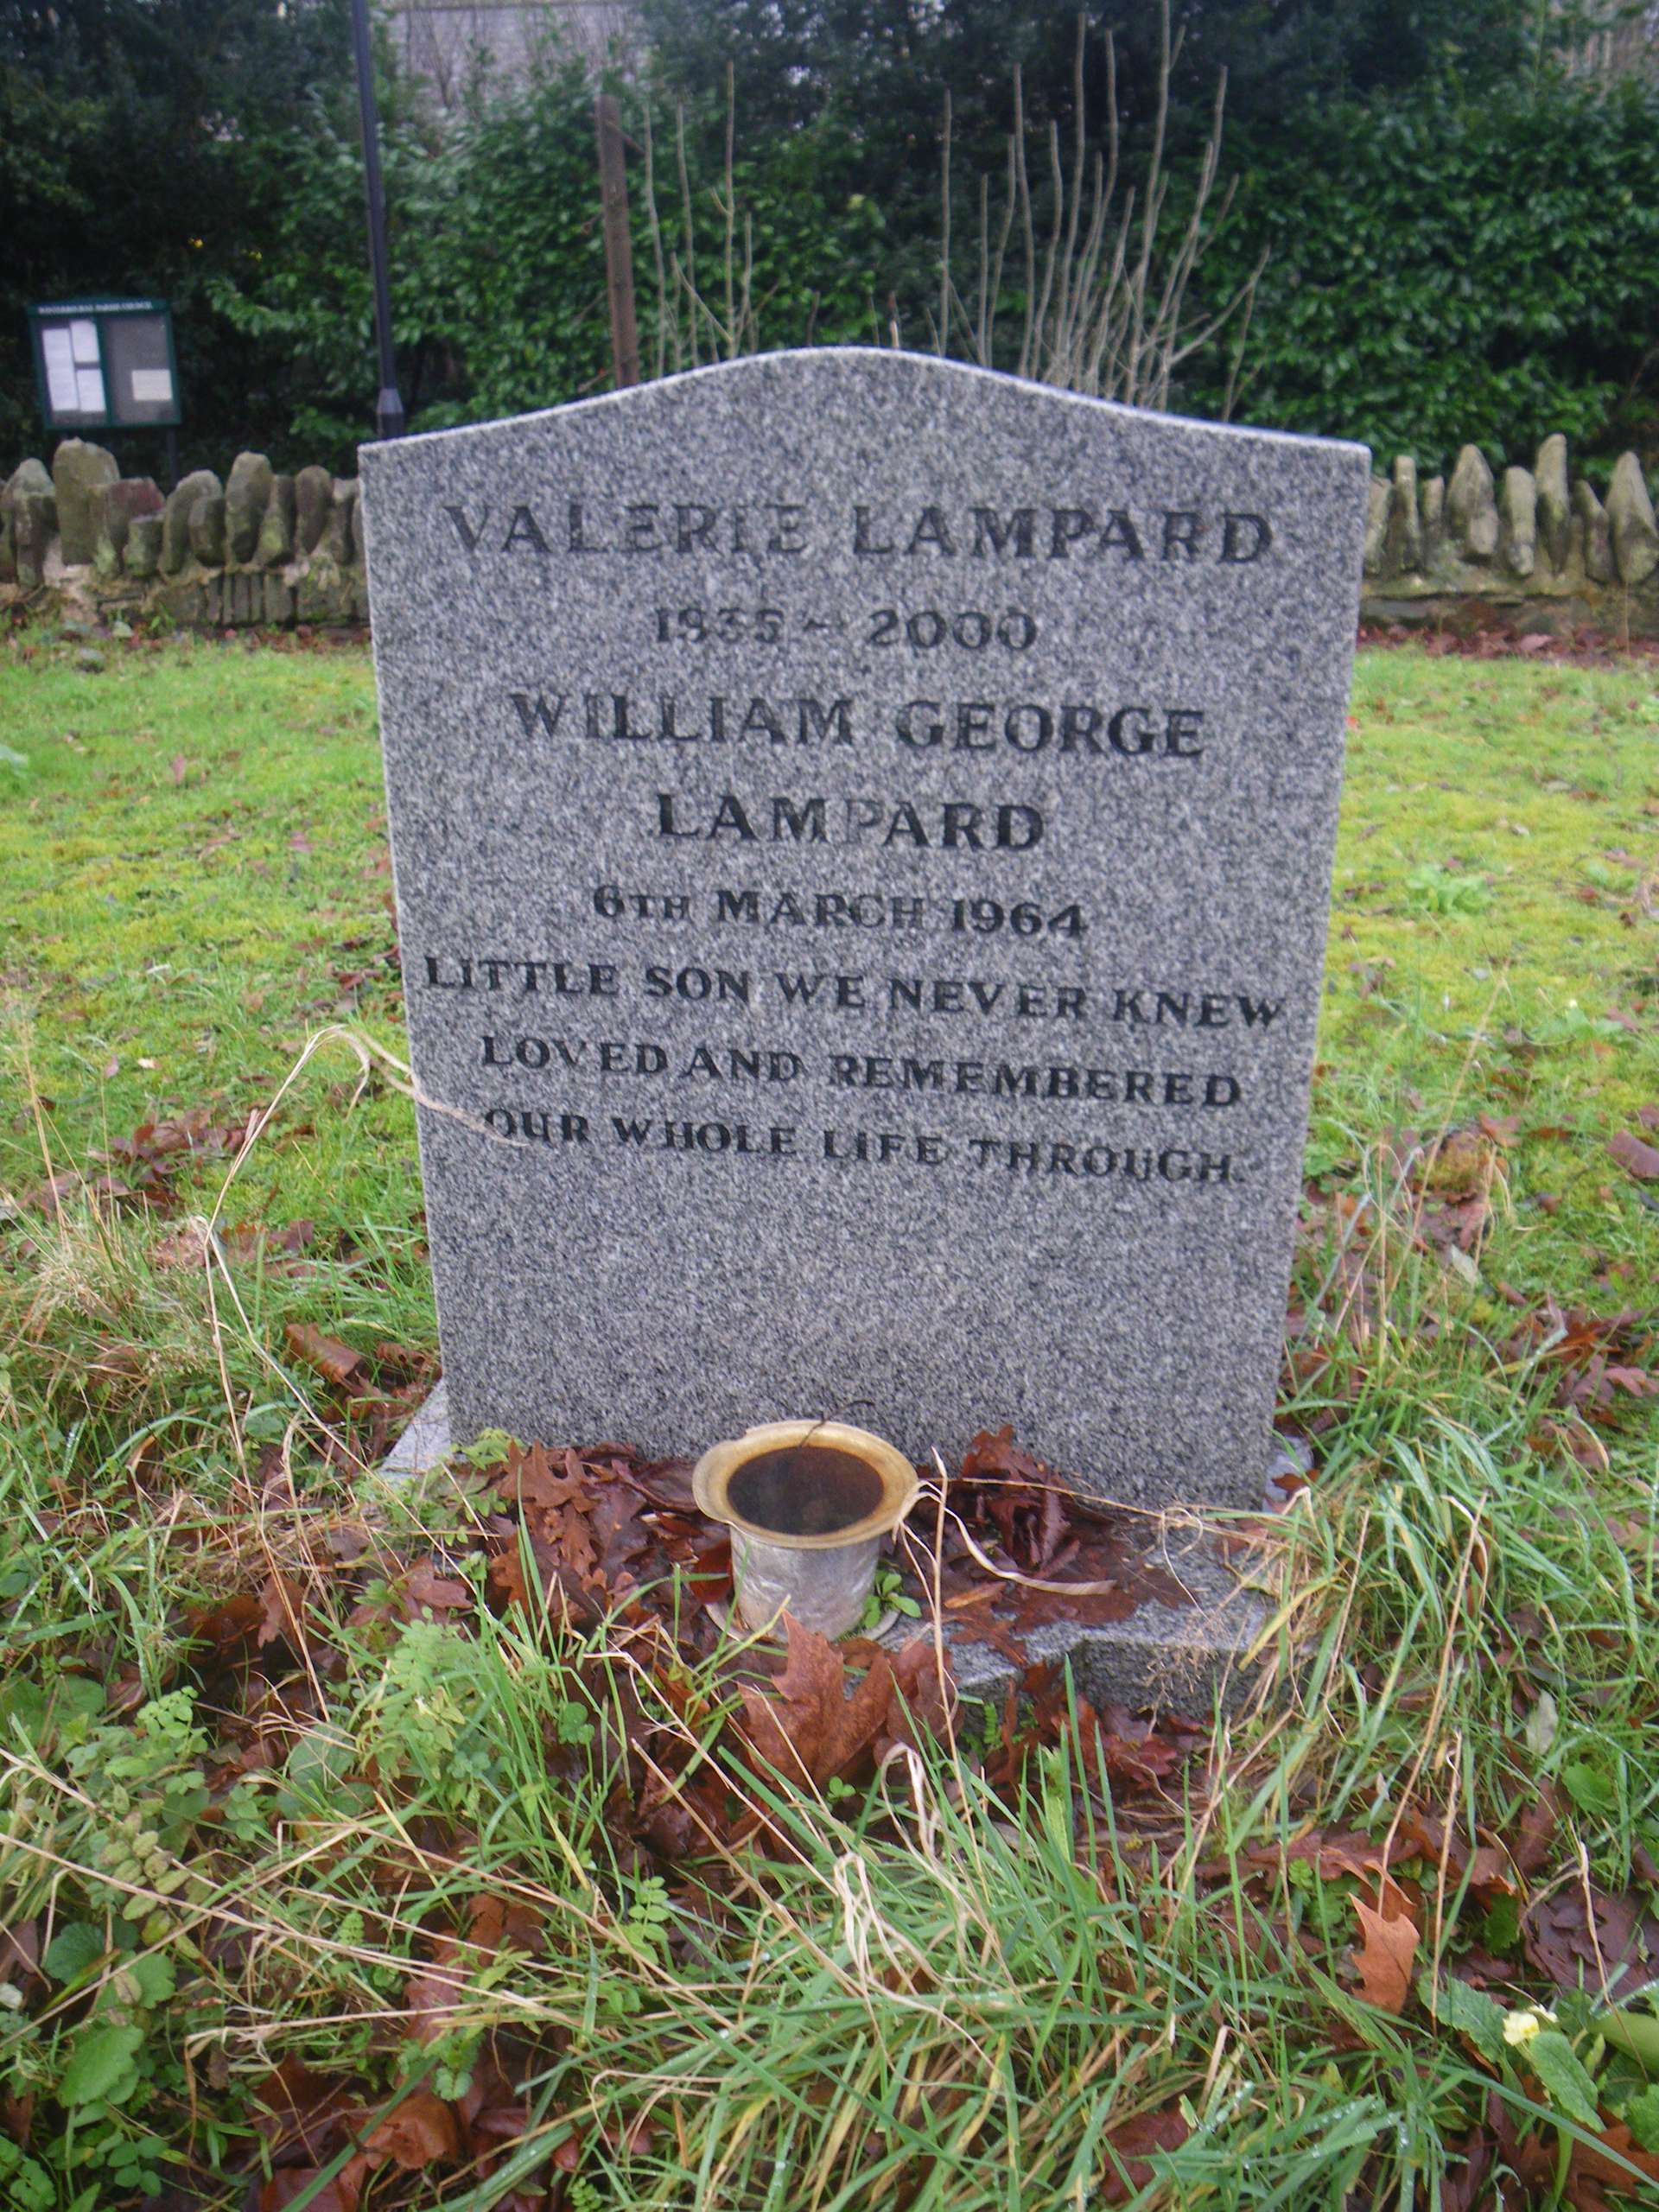 VALERIE LAMPARD
1935 ~ 2000
WILLIAM GEORGE
LAMPARD
6TH MARCH 1964
LITTLE SON WE NEVER KNEW
LOVED AND REMEMBERED
OUR WHOLE LIFE THROUGH.